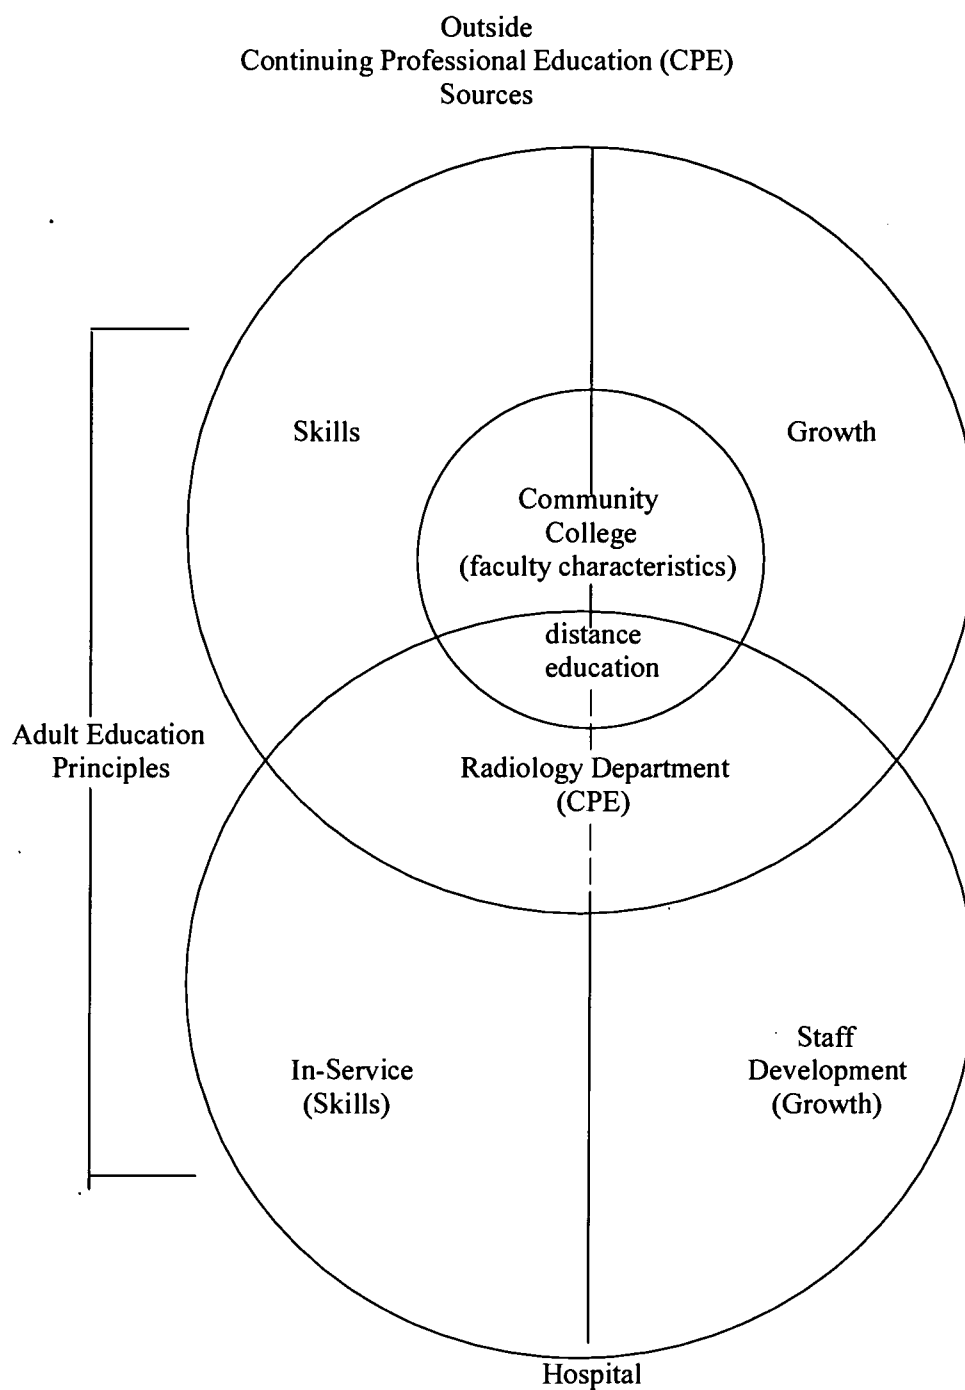 Outside
Continuing Professional Education (CPE)
Sources
Skills
Growth
Community
College
(faculty characteristics)
distance
education
Adult Education
Principles
Radiology Department
(CPE)
In-Service
(Skills)
Staff
Development
(Growth)
Hospital